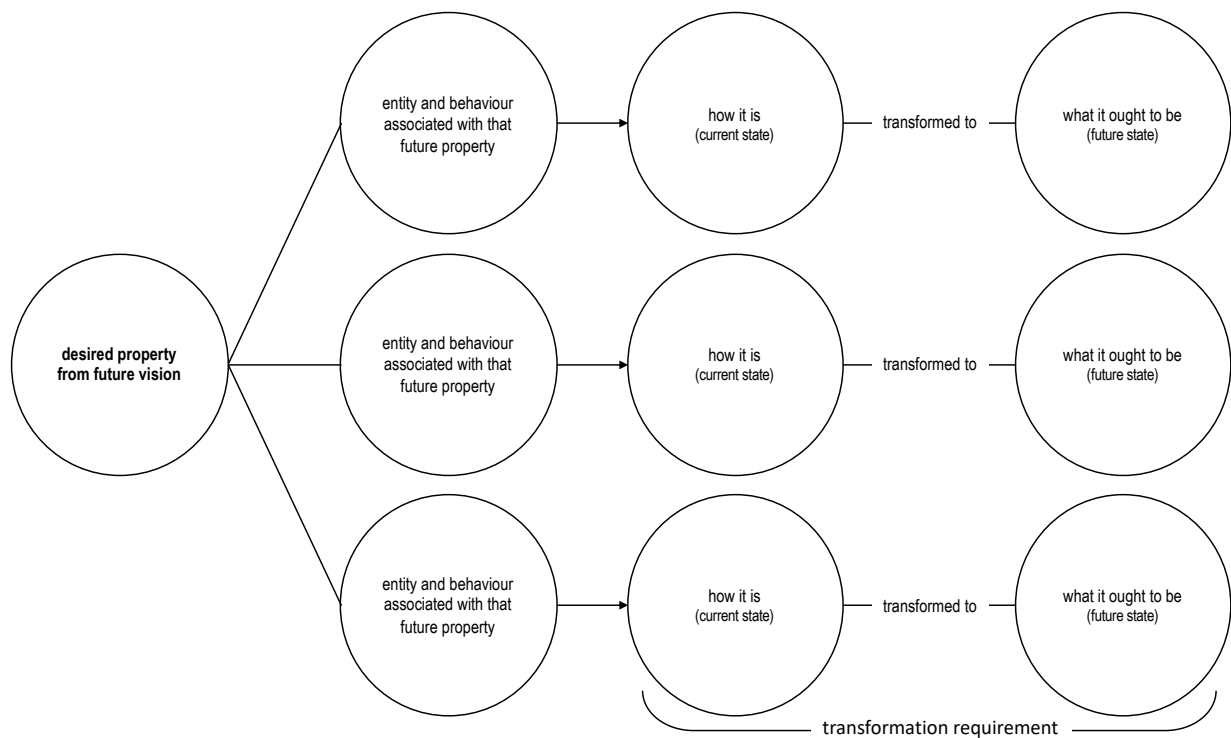 entity and behaviour
associated with that
future property
how it is
(current state)
transformed to
what it ought to be
(future state)
desired property
from future vision
entity and behaviour
associated with that
future property
how it is
(current state)
transformed to
what it ought to be
(future state)
entity and behaviour
associated with that
future property
how it is
(current state)
transformed to
what it ought to be
(future state)
transformation requirement